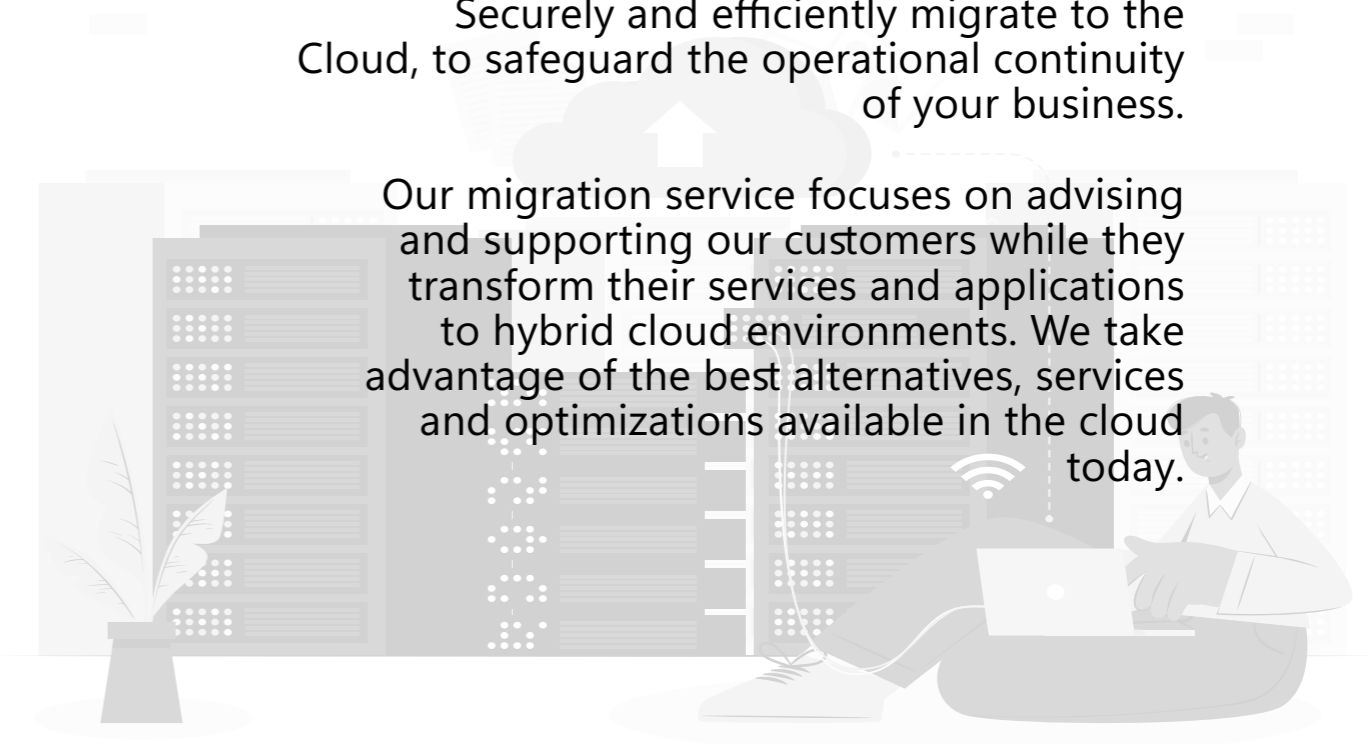 Securely and efficiently migrate to the
Cloud, to safeguard the operational continuity
of your business.
Our migration service focuses on advising
and supporting our customers while they
transform their services and applications
to hybrid cloud environments. We take
advantage of the best alternatives, services
and optimizations available in the cloud
today.